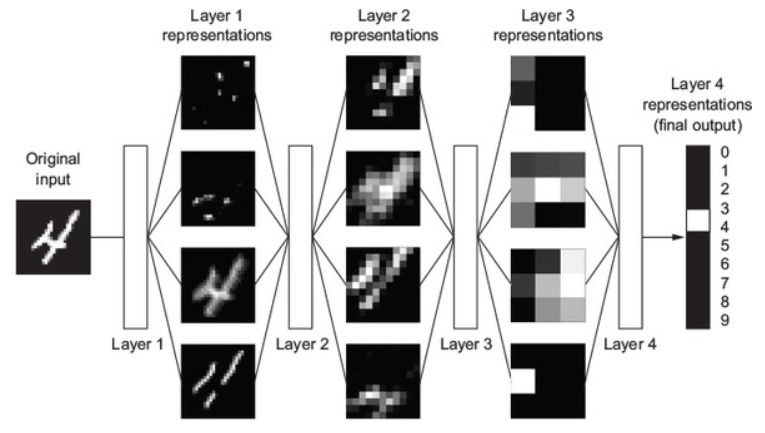 Layer 1
representations
Layer 2
representations
Layer 3
representations
Layer 4
representations
(final output)
Original
input
0
1
2
3
4
5
6
7
8
9
Layer 1
Layer 2
Layer 3
Layer 4